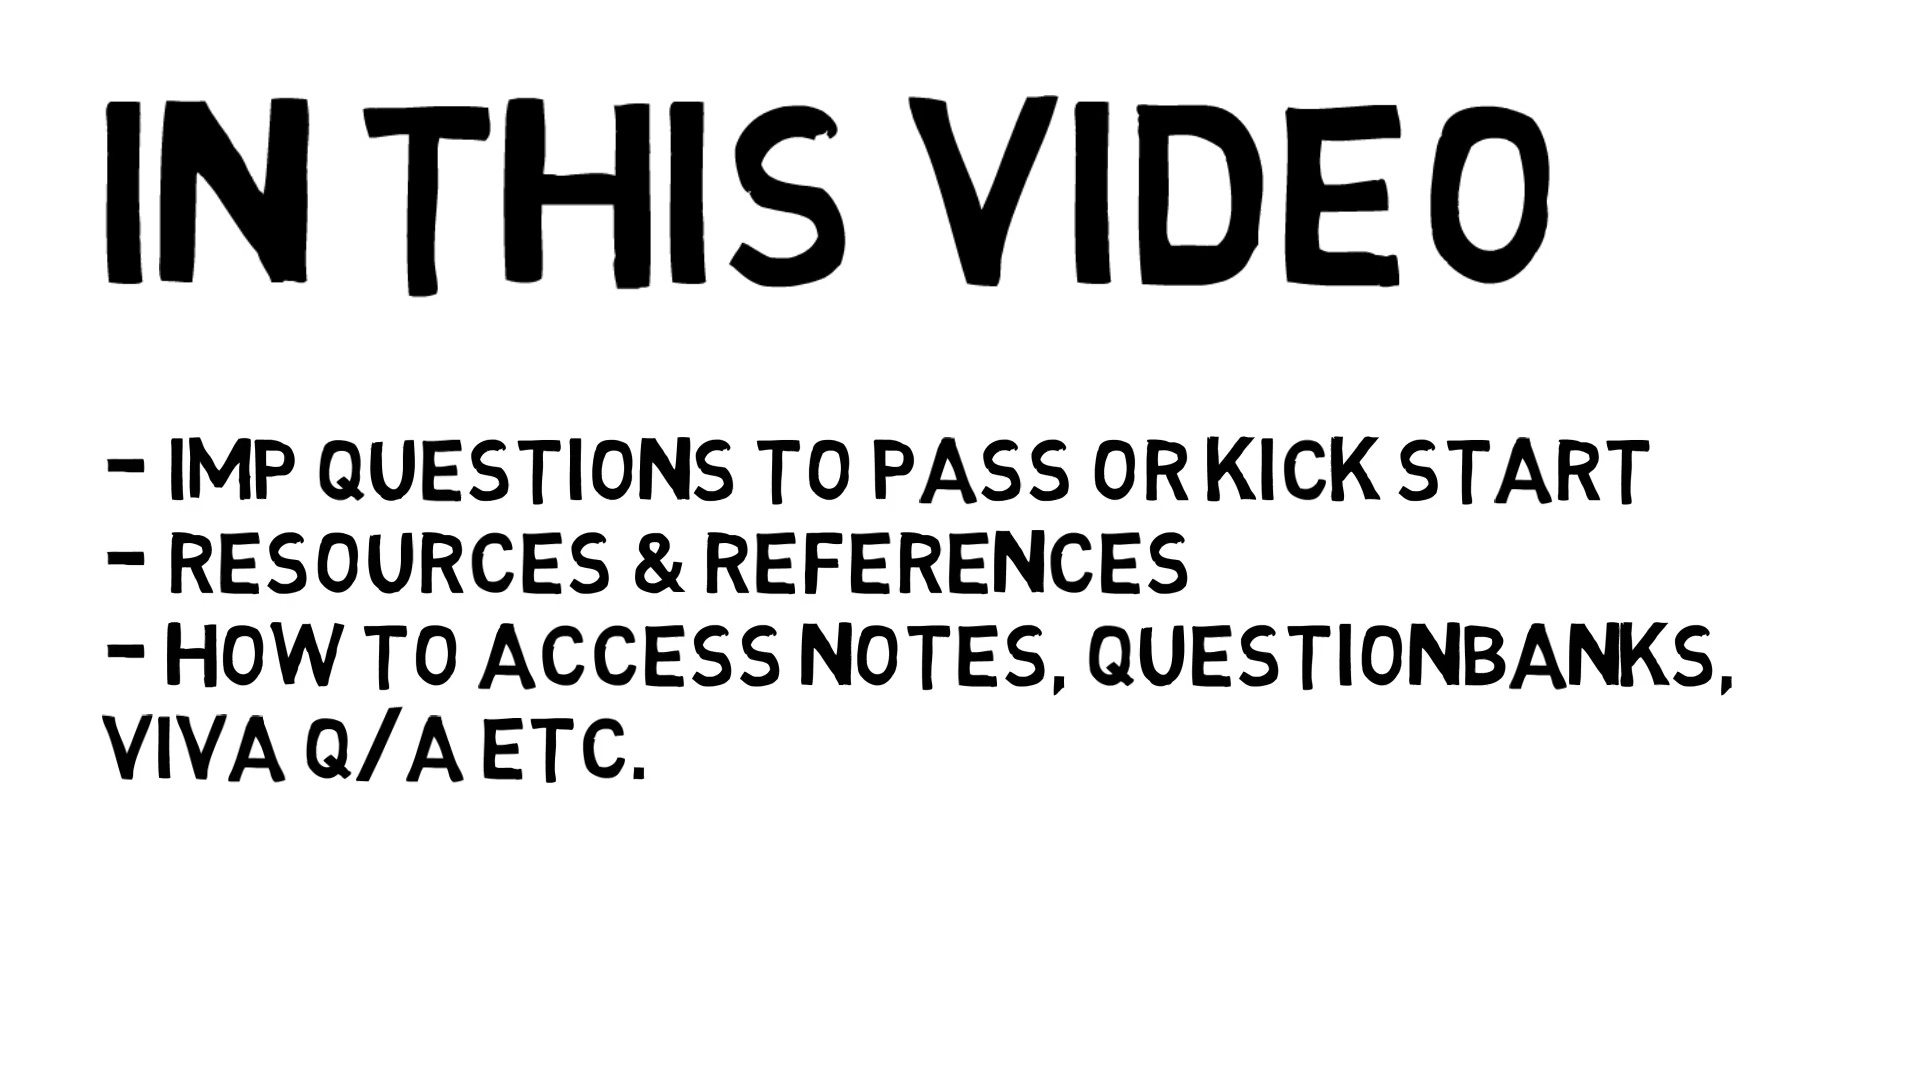 IN THIS VIDEO
- IMP QUESTIONS TO PASS OR KICK START
- RESOURCES & REFERENCES
- HOW TO ACCESS NOTES, QUESTIONBANKS,
VIVA Q/A ETC.